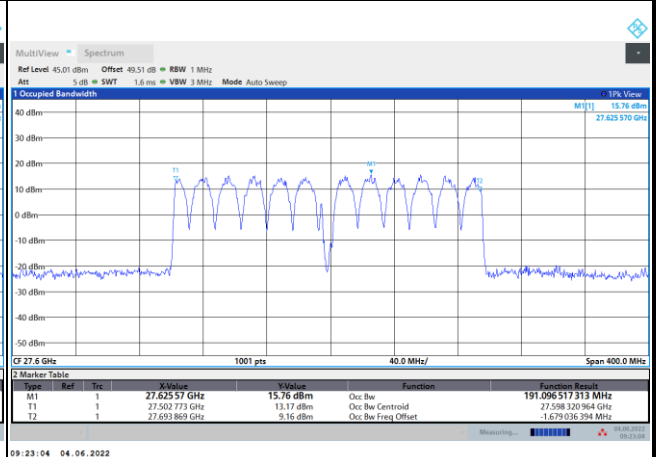 MultiView Spectrum
Ref Level 45.01 dBm Offset 49.51 dB RBW 1 MHz
Att 5 dB SWT 1.6 ms VBW 3 MHz Mode Auto Sweep
1 Occupied Bandwidth 1Pk View
M1[1] 15.76 dBm
27.625 570 GHz
40 dBm
30 dBm
20 dBm
10 dBm
0 dBm
-10 dBm
-20 dBm
-30 dBm
-40 dBm
-50 dBm
T1
M1
T2
CF 27.6 GHz 1001 pts 40.0 MHz/ Span 400.0 MHz
2 Marker Table
Type Ref Trc X-Value Y-Value Function Function Result
M1 1 27.625 57 GHz 15.76 dBm Occ Bw 191.096 517 313 MHz
T1 1 27.502 773 GHz 13.17 dBm Occ Bw Centroid 27.598 320 964 GHz
T2 1 27.693 869 GHz 9.16 dBm Occ Bw Freq Offset -1.679 036 394 MHz
Measuring... 04.06.2022
09:23:04
09:23:04 04.06.2022